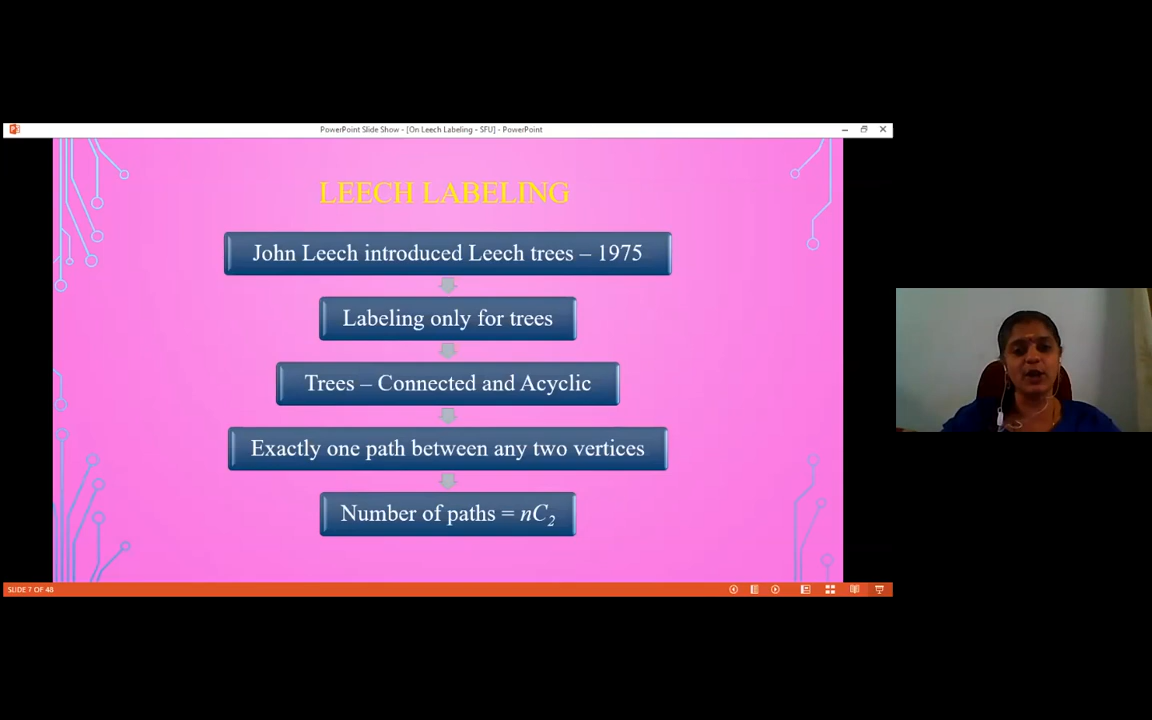 PowerPoint Slide Show - [On Leech Labeling - SFU] - PowerPoint
LEECH LABELING
John Leech introduced Leech trees – 1975
Labeling only for trees
Trees – Connected and Acyclic
Exactly one path between any two vertices
Number of paths = nC₂
SLIDE 7 OF 48